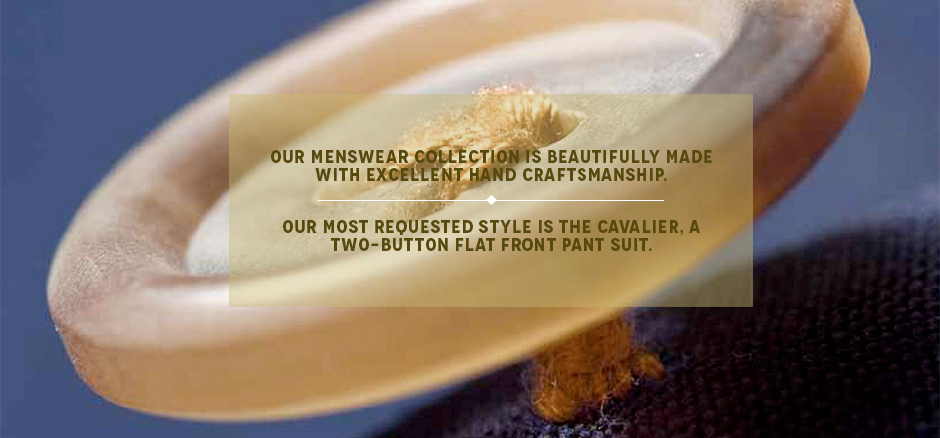 OUR MENSWEAR COLLECTION IS BEAUTIFULLY MADE
WITH EXCELLENT HAND CRAFTSMANSHIP.
OUR MOST REQUESTED STYLE IS THE CAVALIER, A
TWO-BUTTON FLAT FRONT PANT SUIT.